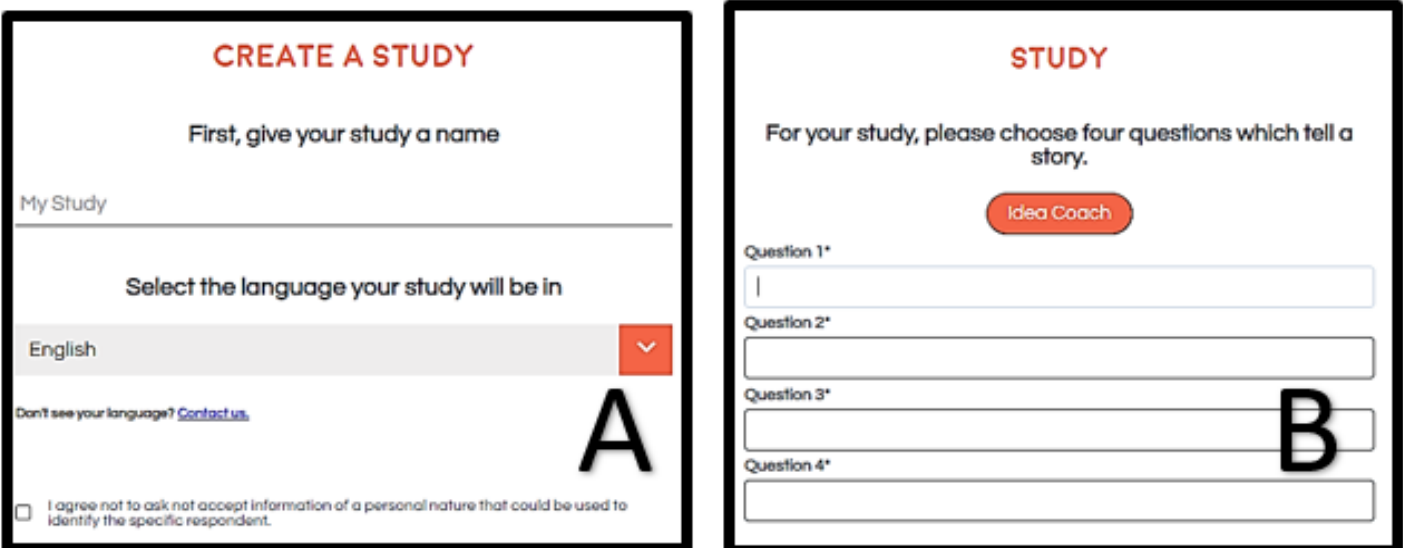 CREATE A STUDY
First, give your study a name
My Study
Select the language your study will be in
English
Don't see your language? Contact us.
A
I agree not to ask not accept information of a personal nature that could be used to
identify the specific respondent.
STUDY
For your study, please choose four questions which tell a
story.
Idea Coach
Question 1*
Question 2*
Question 3*
B
Question 4*